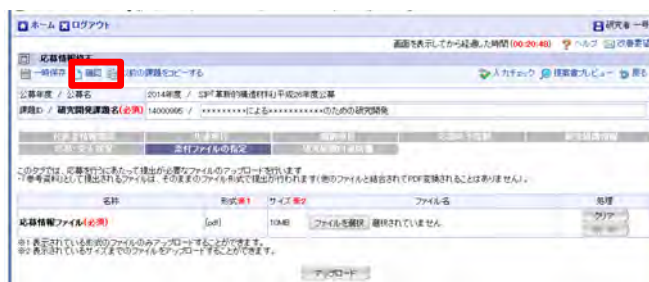 ホーム ログアウト 研究者 一時
画面を表示してから経過した時間(00:20:48) ヘルプ 改善要望
応募情報修正
一時保存 確認 以前の課題をコピーする 入力チェック 提案書プレビュー 戻る
公募年度 / 公募名 2014年度 / SIP「革新的構造材料」平成26年度公募
課題ID / 研究開発課題名(必須) 14000995 / *********による***********のための研究開発
添付ファイルの指定
このタブでは、応募を行うにあたって提出が必要なファイルのアップロードを行います
・「参考資料」として提出されるファイルは、そのままのファイル形式で提出が行われます(他のファイルと結合されてPDF変換されることはありません)。
名称 形式※1 サイズ※2 ファイル名 処理
応募情報ファイル(必須) [pdf] 10MB ファイルを選択 選択されていません クリア
※1 表示されている形式のファイルのみアップロードすることができます。
※2 表示されているサイズまでのファイルをアップロードすることができます。
アップロード